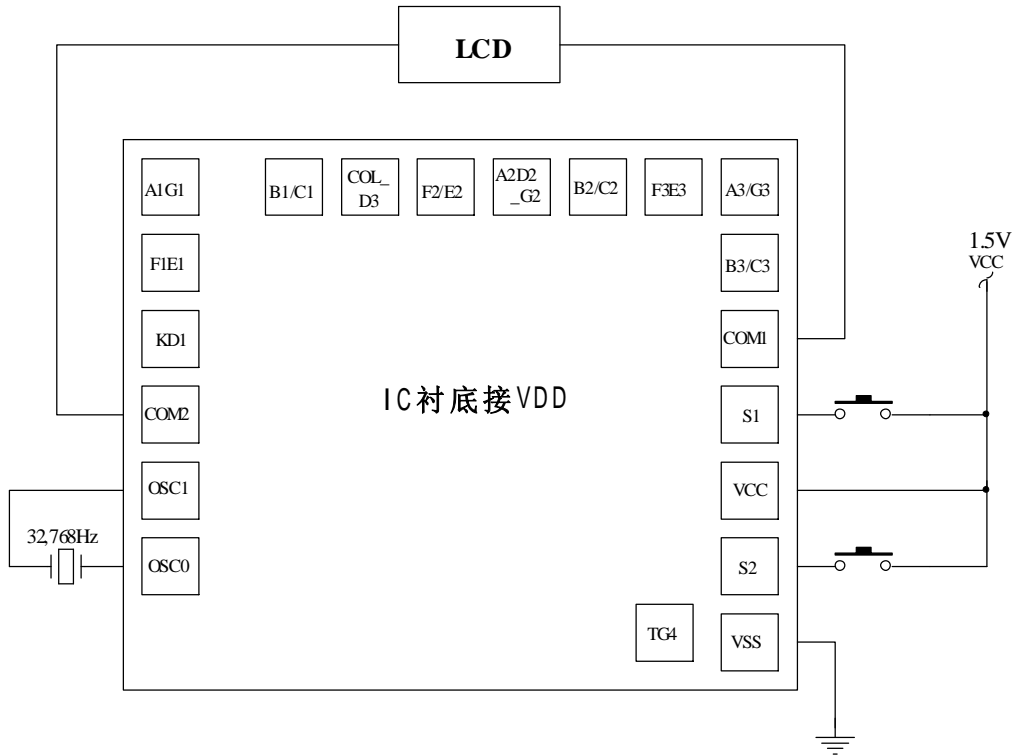 LCD
A1G1
B1/C1
COL_
D3
F2/E2
A2D2
_G2
B2/C2
F3E3
A3/G3
F1E1
B3/C3
1.5V
VCC
KD1
COM1
IC衬底接VDD
COM2
S1
OSC1
VCC
32,768Hz
OSC0
S2
TG4
VSS